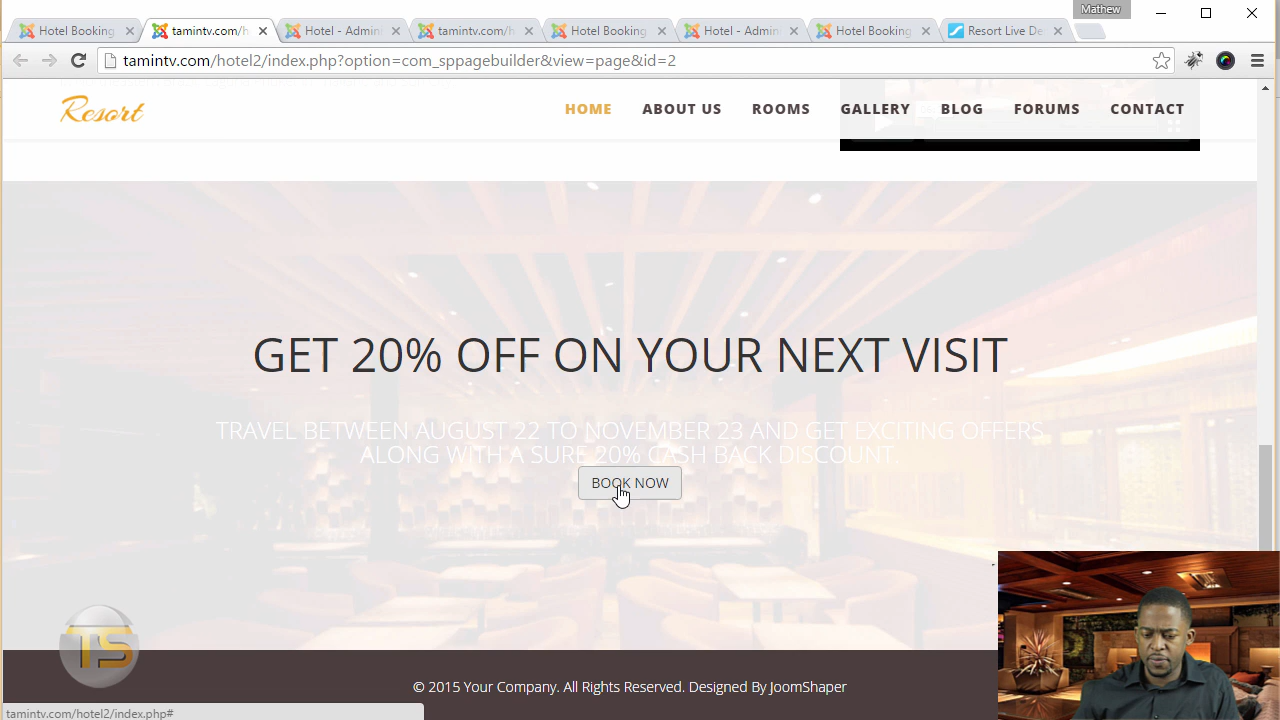 Mathew
Hotel Booking
tamintv.com/h
Hotel - Admin
tamintv.com/h
Hotel Booking
Hotel - Admin
Hotel Booking
Resort Live De
tamintv.com/hotel2/index.php?option=com_sppagebuilder&view=page&id=2
Resort
HOME
ABOUT US
ROOMS
GALLERY
BLOG
FORUMS
CONTACT
GET 20% OFF ON YOUR NEXT VISIT
TRAVEL BETWEEN AUGUST 22 TO NOVEMBER 23 AND GET EXCITING OFFERS
ALONG WITH A SURE 20% CASH BACK DISCOUNT.
BOOK NOW
TS
© 2015 Your Company. All Rights Reserved. Designed By JoomShaper
tamintv.com/hotel2/index.php#